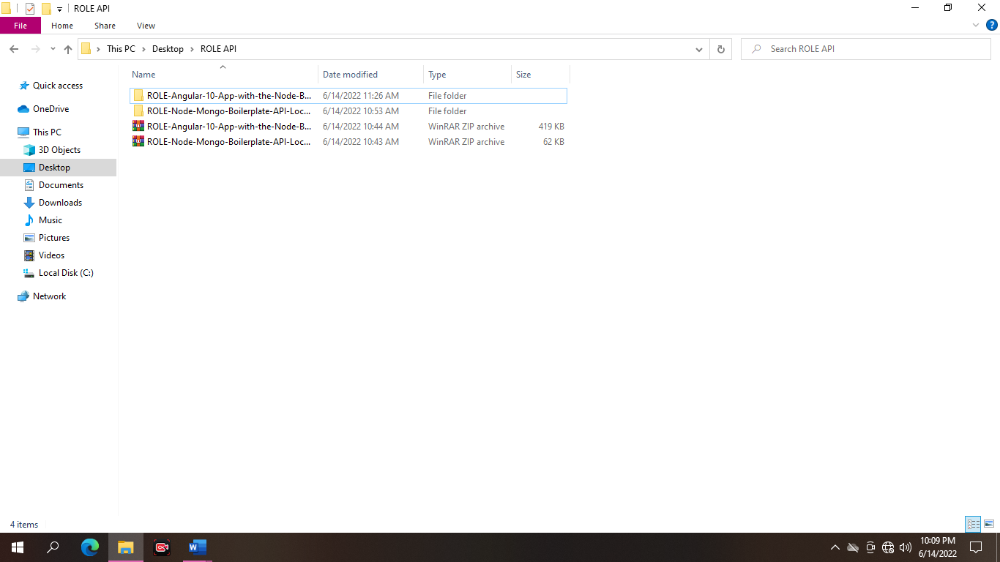 ROLE API
File Home Share View
This PC Desktop ROLE API Search ROLE API
Name Date modified Type Size
Quick access
OneDrive
This PC
3D Objects
Desktop
Documents
Downloads
Music
Pictures
Videos
Local Disk (C:)
Network
ROLE-Angular-10-App-with-the-Node-B... 6/14/2022 11:26 AM File folder
ROLE-Node-Mongo-Boilerplate-API-Loc... 6/14/2022 10:53 AM File folder
ROLE-Angular-10-App-with-the-Node-B... 6/14/2022 10:44 AM WinRAR ZIP archive 419 KB
ROLE-Node-Mongo-Boilerplate-API-Loc... 6/14/2022 10:43 AM WinRAR ZIP archive 62 KB
4 items
10:09 PM
6/14/2022